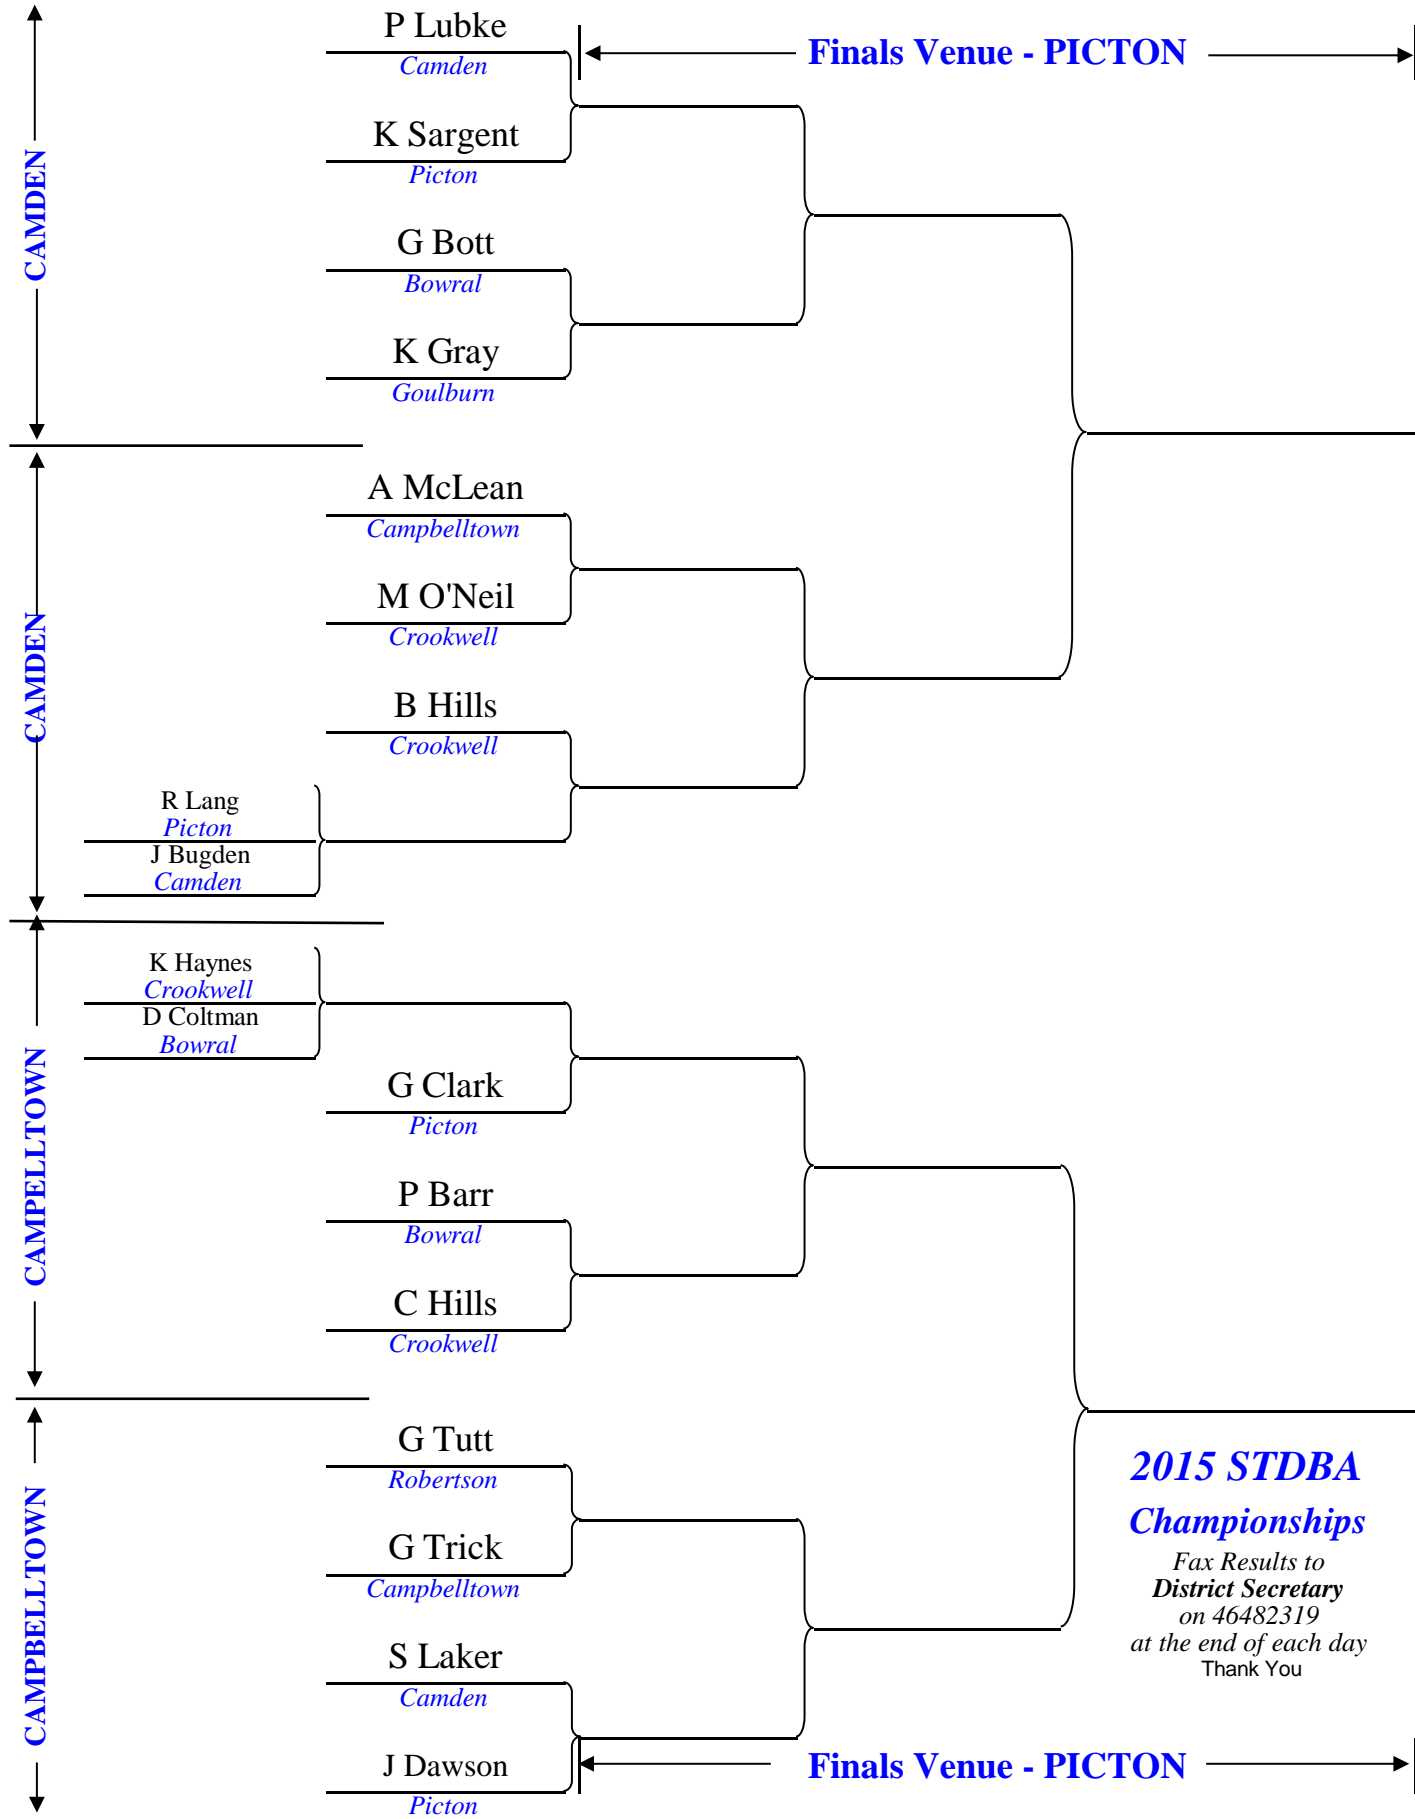 P Lubke
Camden
Finals Venue - PICTON
K Sargent
Picton
CAMDEN
G Bott
Bowral
K Gray
Goulburn
A McLean
Campbelltown
M O'Neil
Crookwell
CAMDEN
B Hills
Crookwell
R Lang
Picton
J Bugden
Camden
K Haynes
Crookwell
D Coltman
Bowral
G Clark
Picton
CAMPELLTOWN
P Barr
Bowral
C Hills
Crookwell
G Tutt
Robertson
G Trick
Campbelltown
CAMPBELLTOWN
S Laker
Camden
J Dawson
Picton
2015 STDBA
Championships
Fax Results to
District Secretary
on 46482319
at the end of each day
Thank You
Finals Venue - PICTON